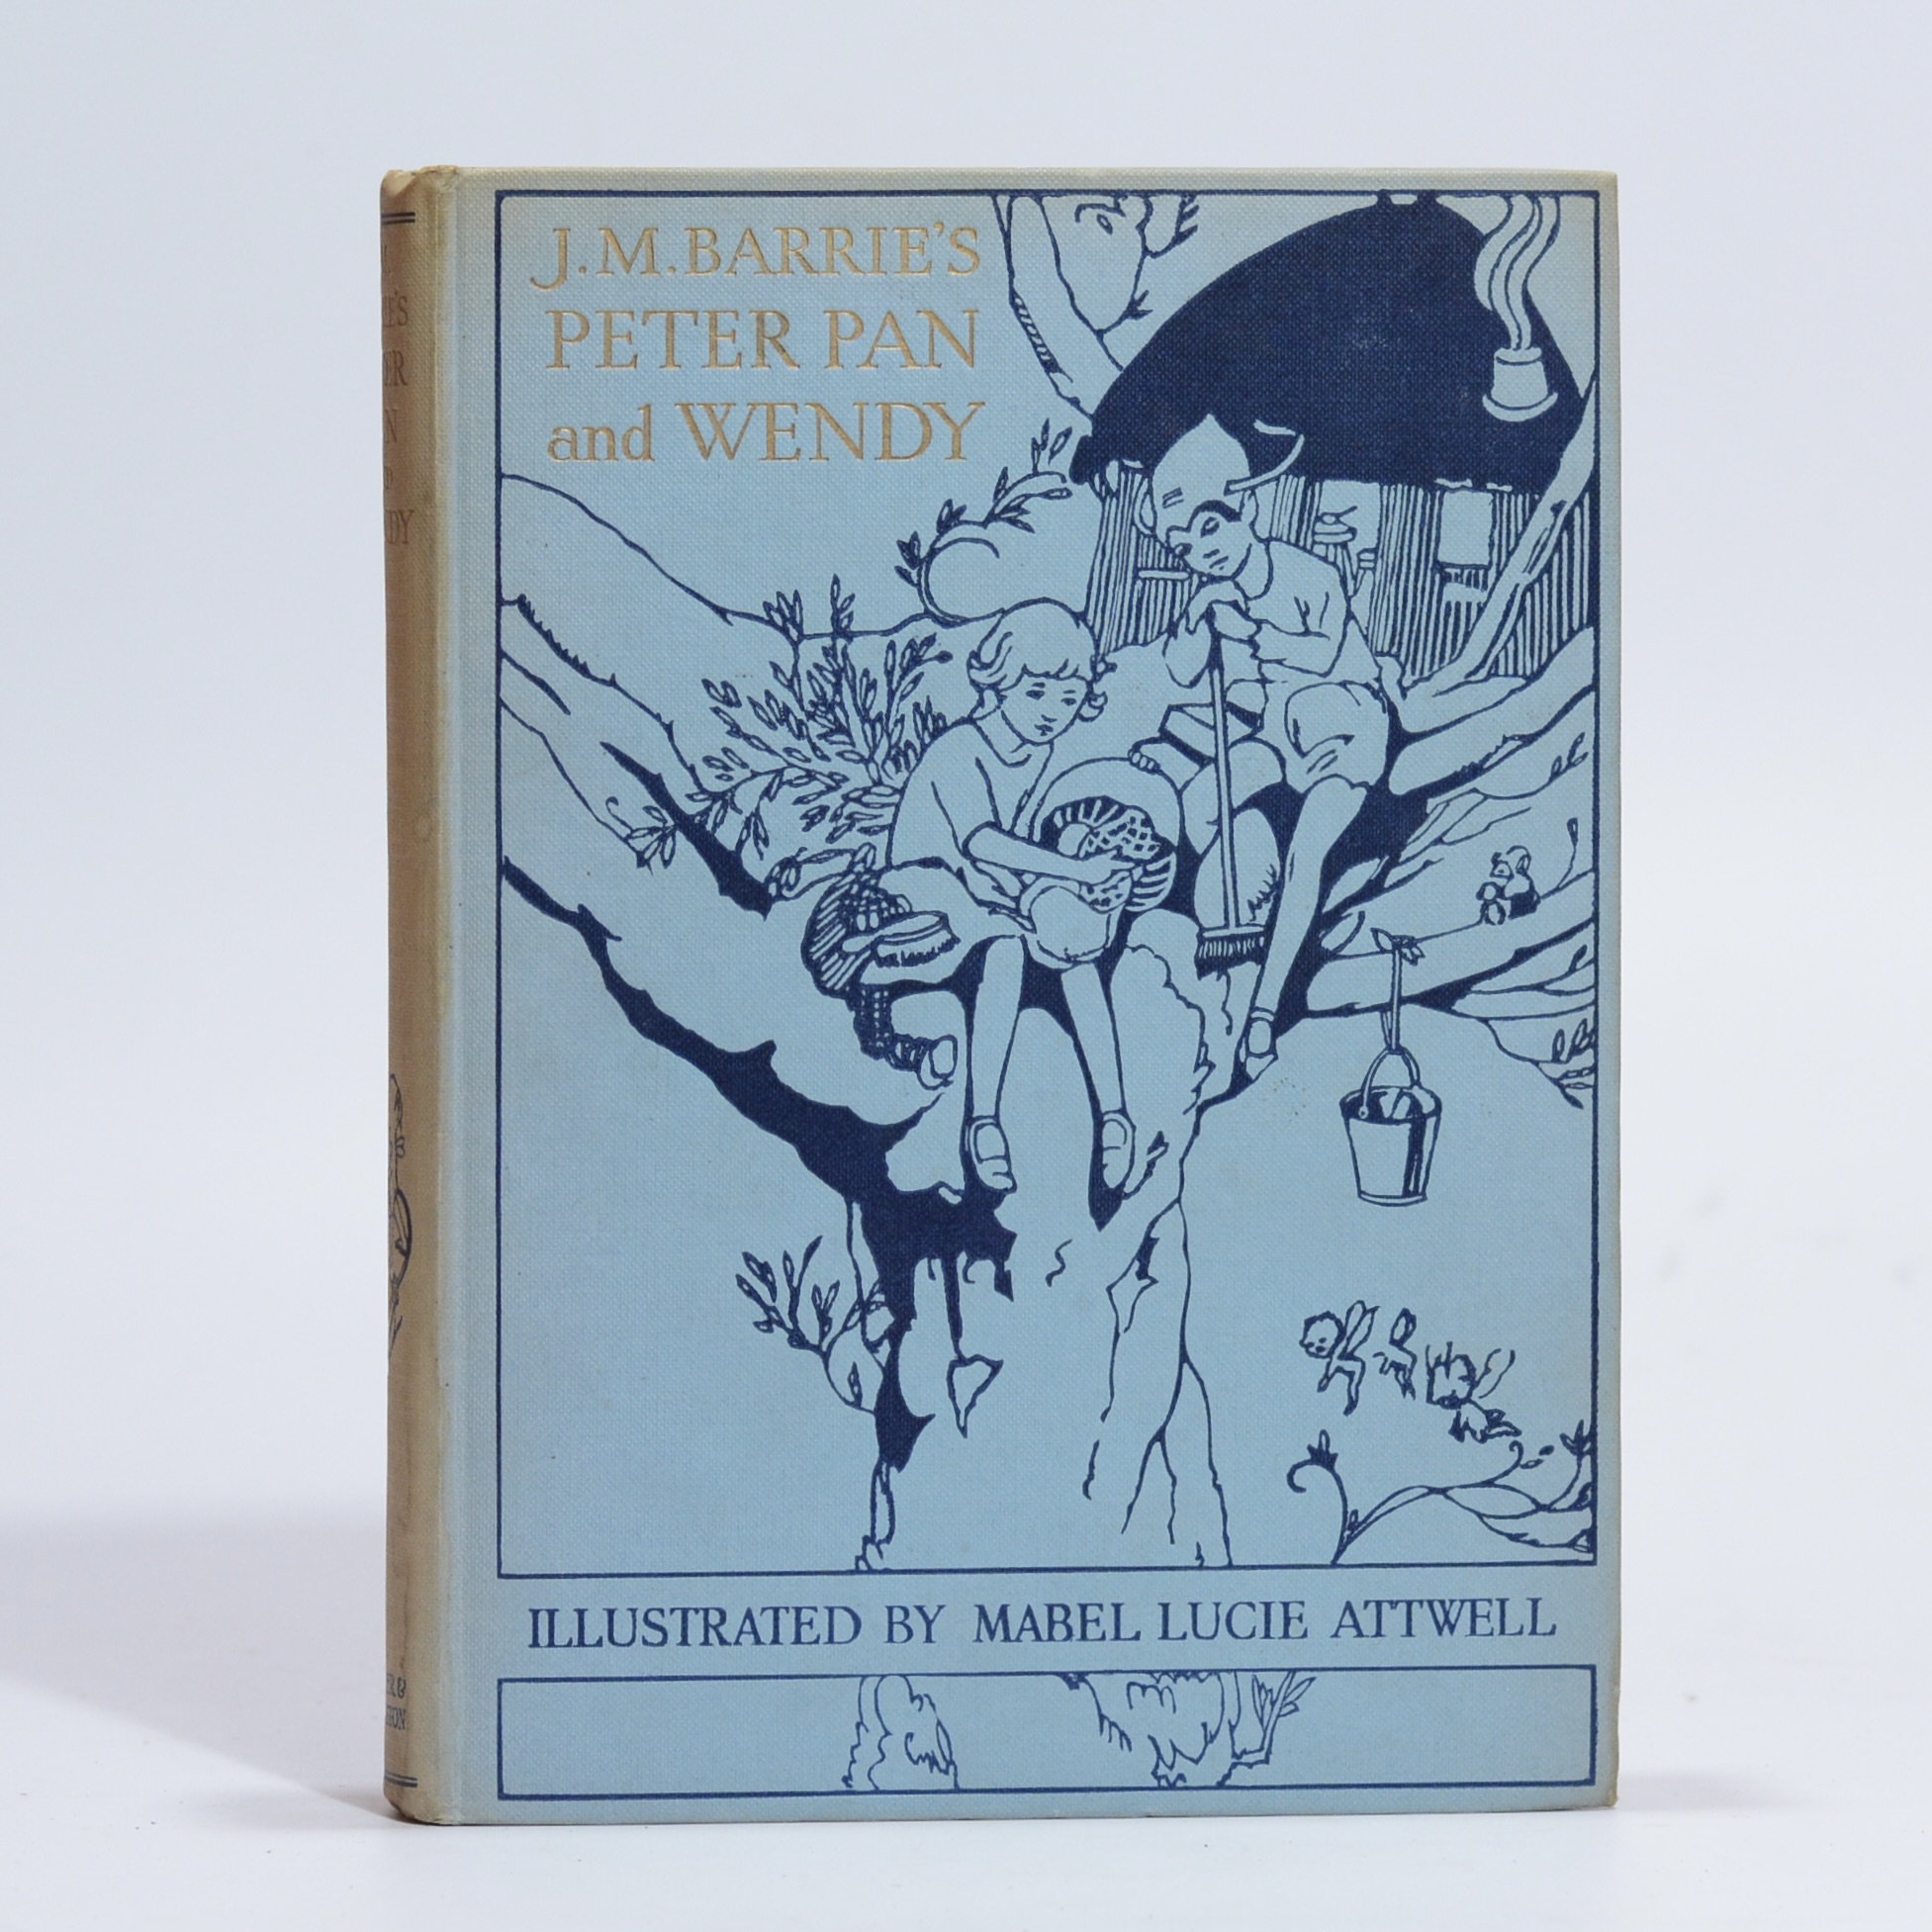 J.M.BARRIE'S
PETER PAN
and WENDY
ILLUSTRATED BY MABEL LUCIE ATTWELL